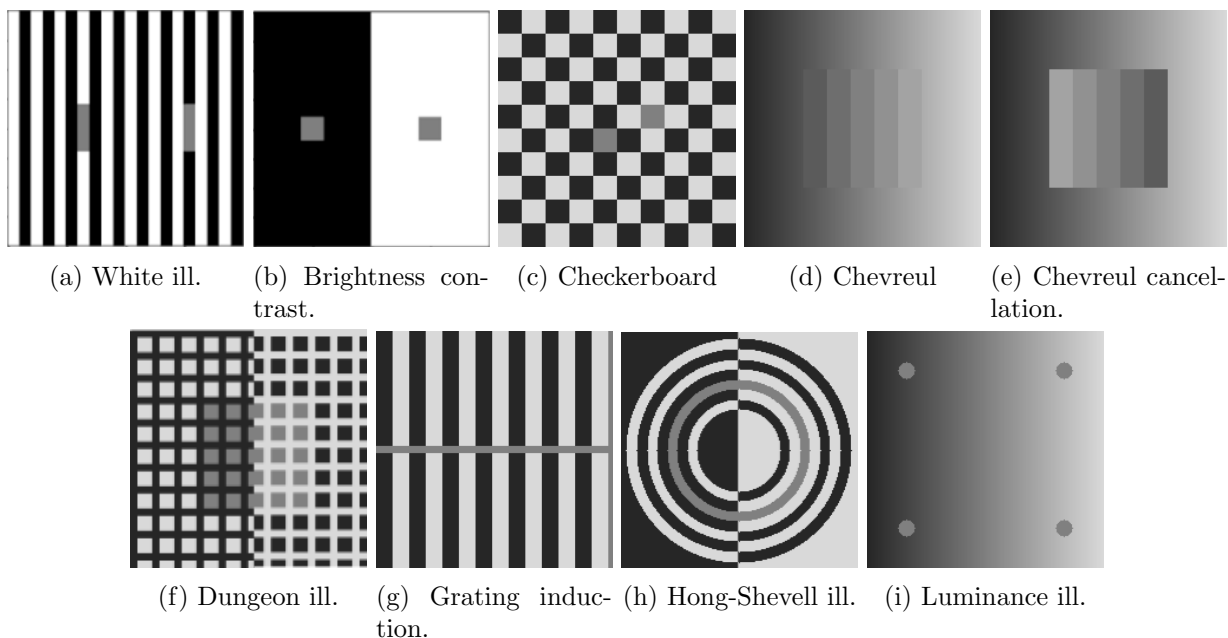 (a) White ill.
(b) Brightness con-
trast.
(c) Checkerboard
(d) Chevreul
(e) Chevreul cancel-
lation.
(f) Dungeon ill.
(g) Grating induc-
tion.
(h) Hong-Shevell ill.
(i) Luminance ill.